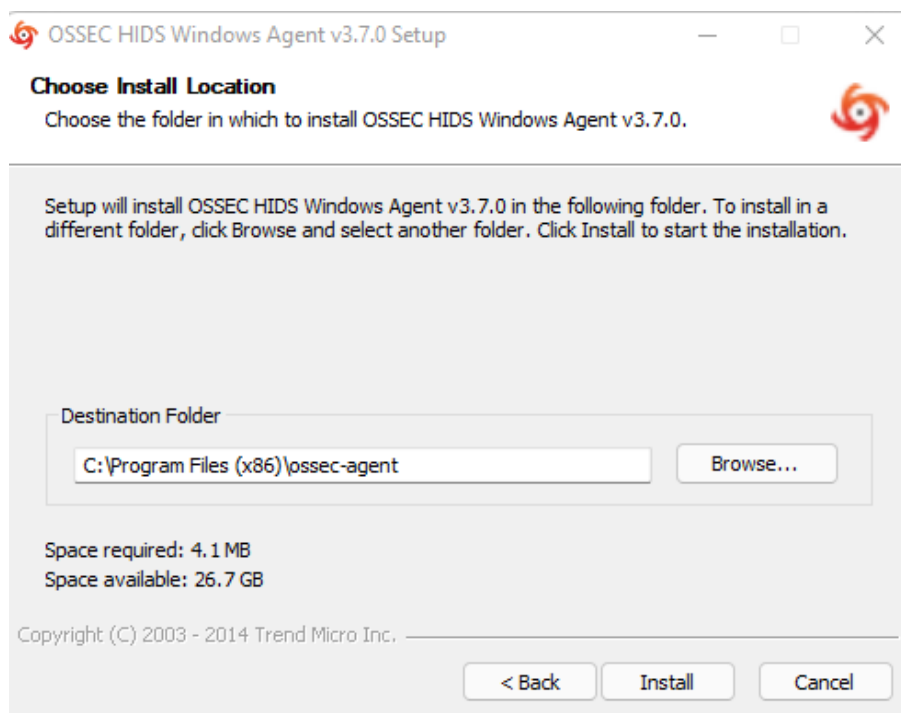 OSSEC HIDS Windows Agent v3.7.0 Setup
Choose Install Location
Choose the folder in which to install OSSEC HIDS Windows Agent v3.7.0.
Setup will install OSSEC HIDS Windows Agent v3.7.0 in the following folder. To install in a
different folder, click Browse and select another folder. Click Install to start the installation.
Destination Folder
C:\Program Files (x86)\ossec-agent
Browse...
Space required: 4.1 MB
Space available: 26.7 GB
Copyright (C) 2003 - 2014 Trend Micro Inc.
< Back
Install
Cancel